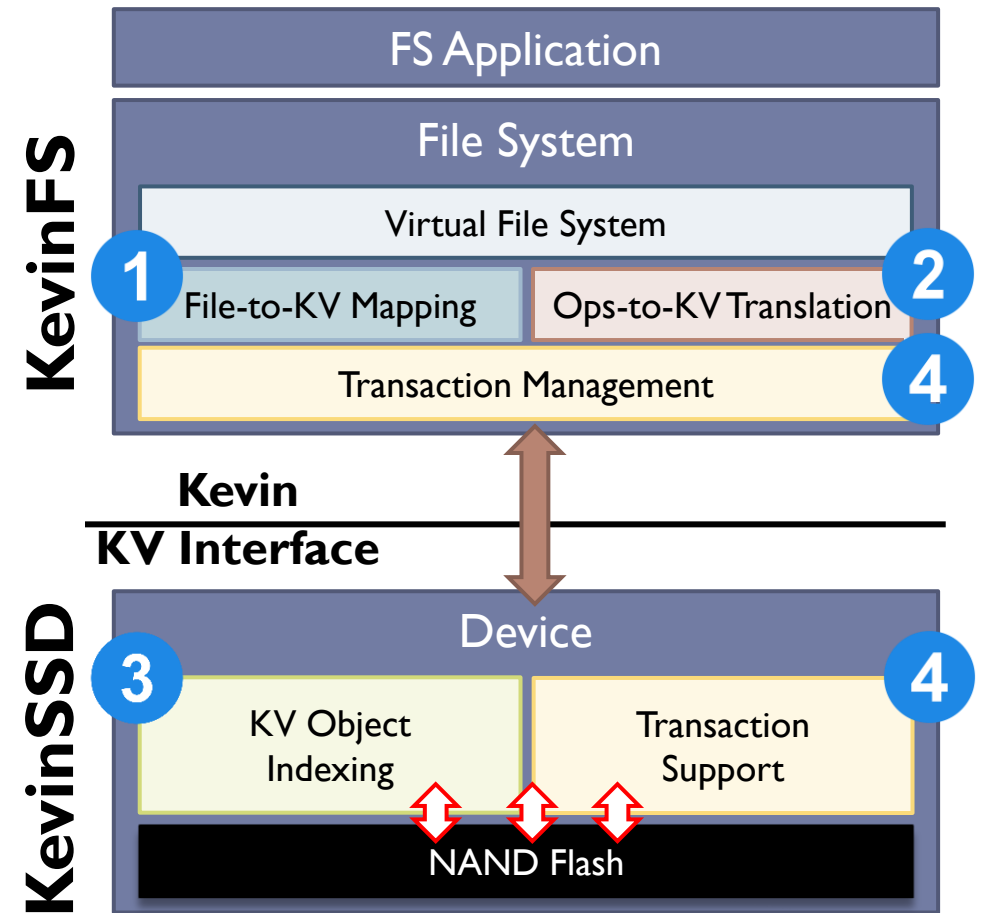 FS Application
KevinFS
File System
Virtual File System
1
File-to-KV Mapping
2
Ops-to-KV Translation
Transaction Management
4
Kevin
KV Interface
KevinSSD
Device
3
KV Object
Indexing
4
Transaction
Support
NAND Flash